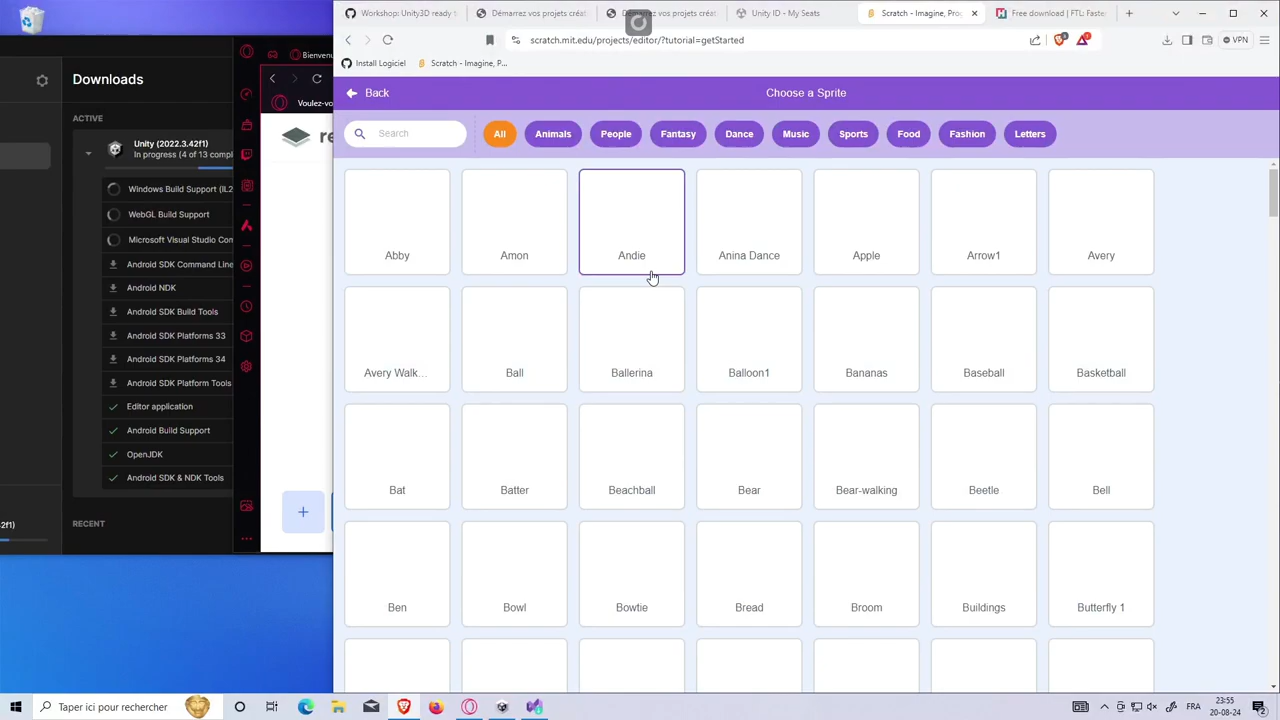 Workshop: Unity3D ready t
Démarrez vos projets créat
Démarrez vos projets créat
Unity ID - My Seats
Scratch - Imagine, Pro
Free download | FTL: Faste
scratch.mit.edu/projects/editor/?tutorial=getStarted
VPN
Install Logiciel
Scratch - Imagine, P...
Bienvenu
Voulez-vo
re
Downloads
ACTIVE
Unity (2022.3.42f1)
In progress (4 of 13 compl
Windows Build Support (IL2
WebGL Build Support
Microsoft Visual Studio Com
Android SDK Command Line
Android NDK
Android SDK Build Tools
Android SDK Platforms 33
Android SDK Platforms 34
Android SDK Platform Tools
Editor application
Android Build Support
OpenJDK
Android SDK & NDK Tools
RECENT
2f1)
Back
Choose a Sprite
Search
All
Animals
People
Fantasy
Dance
Music
Sports
Food
Fashion
Letters
Abby
Amon
Andie
Anina Dance
Apple
Arrow1
Avery
Avery Walk...
Ball
Ballerina
Balloon1
Bananas
Baseball
Basketball
Bat
Batter
Beachball
Bear
Bear-walking
Beetle
Bell
Ben
Bowl
Bowtie
Bread
Broom
Buildings
Butterfly 1
Taper ici pour rechercher
FRA
23:55
20-08-24
2